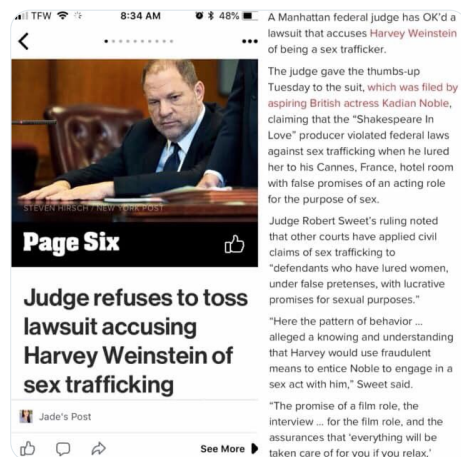 TFW
8:34 AM
48%
STEVEN HIRSCH / NEW YORK POST
Page Six
Judge refuses to toss
lawsuit accusing
Harvey Weinstein of
sex trafficking
Jade's Post
See More
A Manhattan federal judge has OK'd a
lawsuit that accuses Harvey Weinstein
of being a sex trafficker.
The judge gave the thumbs-up
Tuesday to the suit, which was filed by
aspiring British actress Kadian Noble,
claiming that the “Shakespeare In
Love” producer violated federal laws
against sex trafficking when he lured
her to his Cannes, France, hotel room
with false promises of an acting role
for the purpose of sex.
Judge Robert Sweet's ruling noted
that other courts have applied civil
claims of sex trafficking to
“defendants who have lured women,
under false pretenses, with lucrative
promises for sexual purposes.”
“Here the pattern of behavior ...
alleged a knowing and understanding
that Harvey would use fraudulent
means to entice Noble to engage in a
sex act with him,” Sweet said.
“The promise of a film role, the
interview ... for the film role, and the
assurances that ‘everything will be
taken care of for you if you relax,’